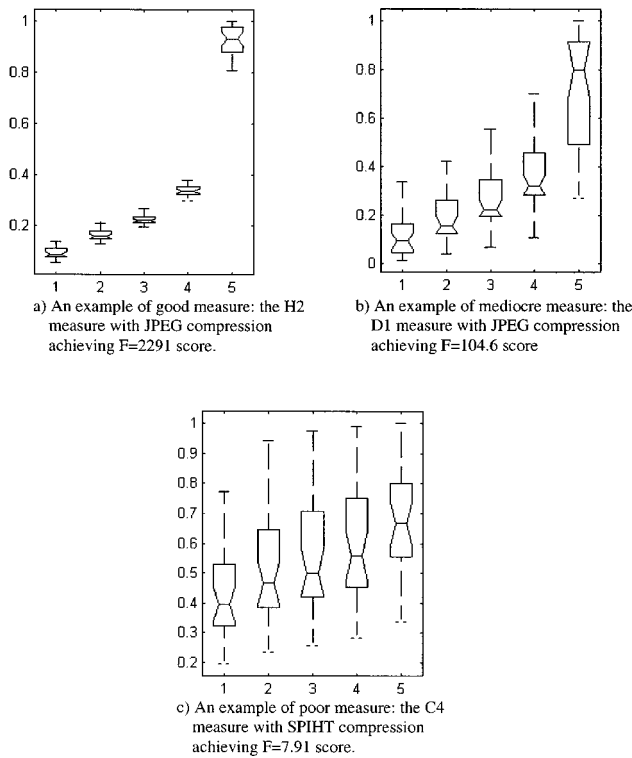 1
0.8
0.6
0.4
0.2
1 2 3 4 5
a) An example of good measure: the H2
measure with JPEG compression
achieving F=2291 score.
1
0.8
0.6
0.4
0.2
0
1 2 3 4 5
b) An example of mediocre measure: the
D1 measure with JPEG compression
achieving F=104.6 score
1
0.9
0.8
0.7
0.6
0.5
0.4
0.3
0.2
1 2 3 4 5
c) An example of poor measure: the C4
measure with SPIHT compression
achieving F=7.91 score.